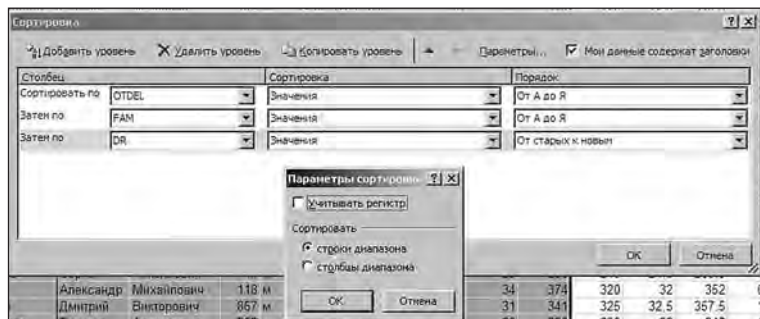 Сортировка
Добавить уровень Удалить уровень Копировать уровень Параметры... Мои данные содержат заголовки
Столбец Сортировка Порядок
Сортировать по OTDEL Значения От А до Я
Затем по FAM Значения От А до Я
Затем по DR Значения От старых к новым
Параметры сортировки
Учитывать регистр
Сортировать
строки диапазона
столбцы диапазона
ОК Отмена
ОК Отмена
Александр Михайлович 118 м 34 374 320 32 352
Дмитрий Викторович 857 м 31 341 325 32.5 357.5